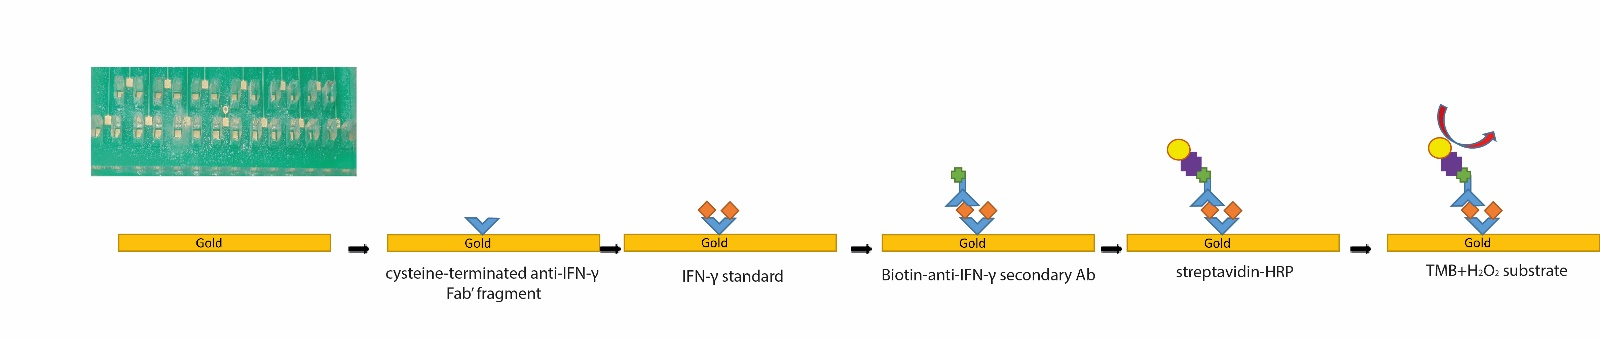 Gold
Gold
Gold
Gold
Gold
Gold
cysteine-terminated anti-IFN-γ
Fab' fragment
IFN-γ standard
Biotin-anti-IFN-γ secondary Ab
streptavidin-HRP
TMB+H₂O₂ substrate